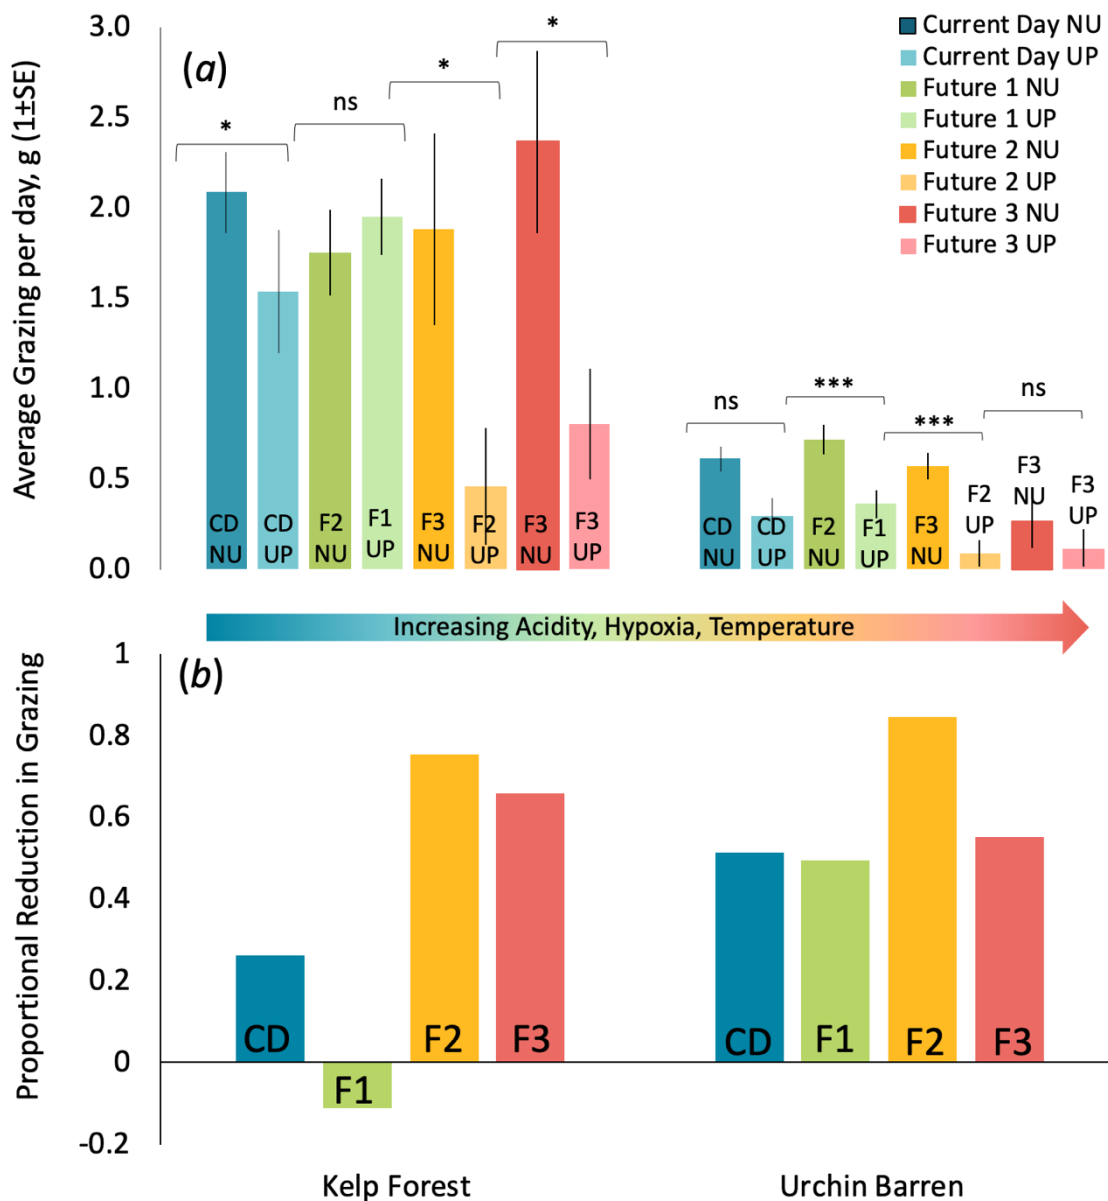 3.0
2.5
2.0
1.5
1.0
0.5
0.0
Average Grazing per day, g (1±SE)
(a)
*
ns
*
*
CD
NU
CD
UP
F2
NU
F1
UP
F3
NU
F2
UP
F3
NU
F3
UP
ns
***
***
ns
CD
NU
CD
UP
F2
NU
F1
UP
F3
NU
F2
UP
F3
NU
F3
UP
Current Day NU
Current Day UP
Future 1 NU
Future 1 UP
Future 2 NU
Future 2 UP
Future 3 NU
Future 3 UP
Increasing Acidity, Hypoxia, Temperature
1
0.8
0.6
0.4
0.2
0
-0.2
Proportional Reduction in Grazing
(b)
CD
F1
F2
F3
CD
F1
F2
F3
Kelp Forest
Urchin Barren